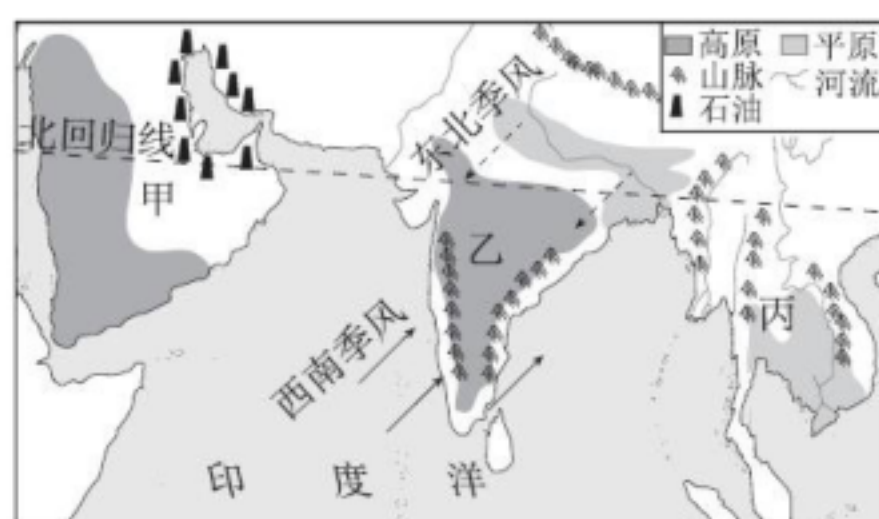 高原 平原
山脉 河流
石油
东北季风
北回归线
甲
乙
丙
西南季风
印度洋